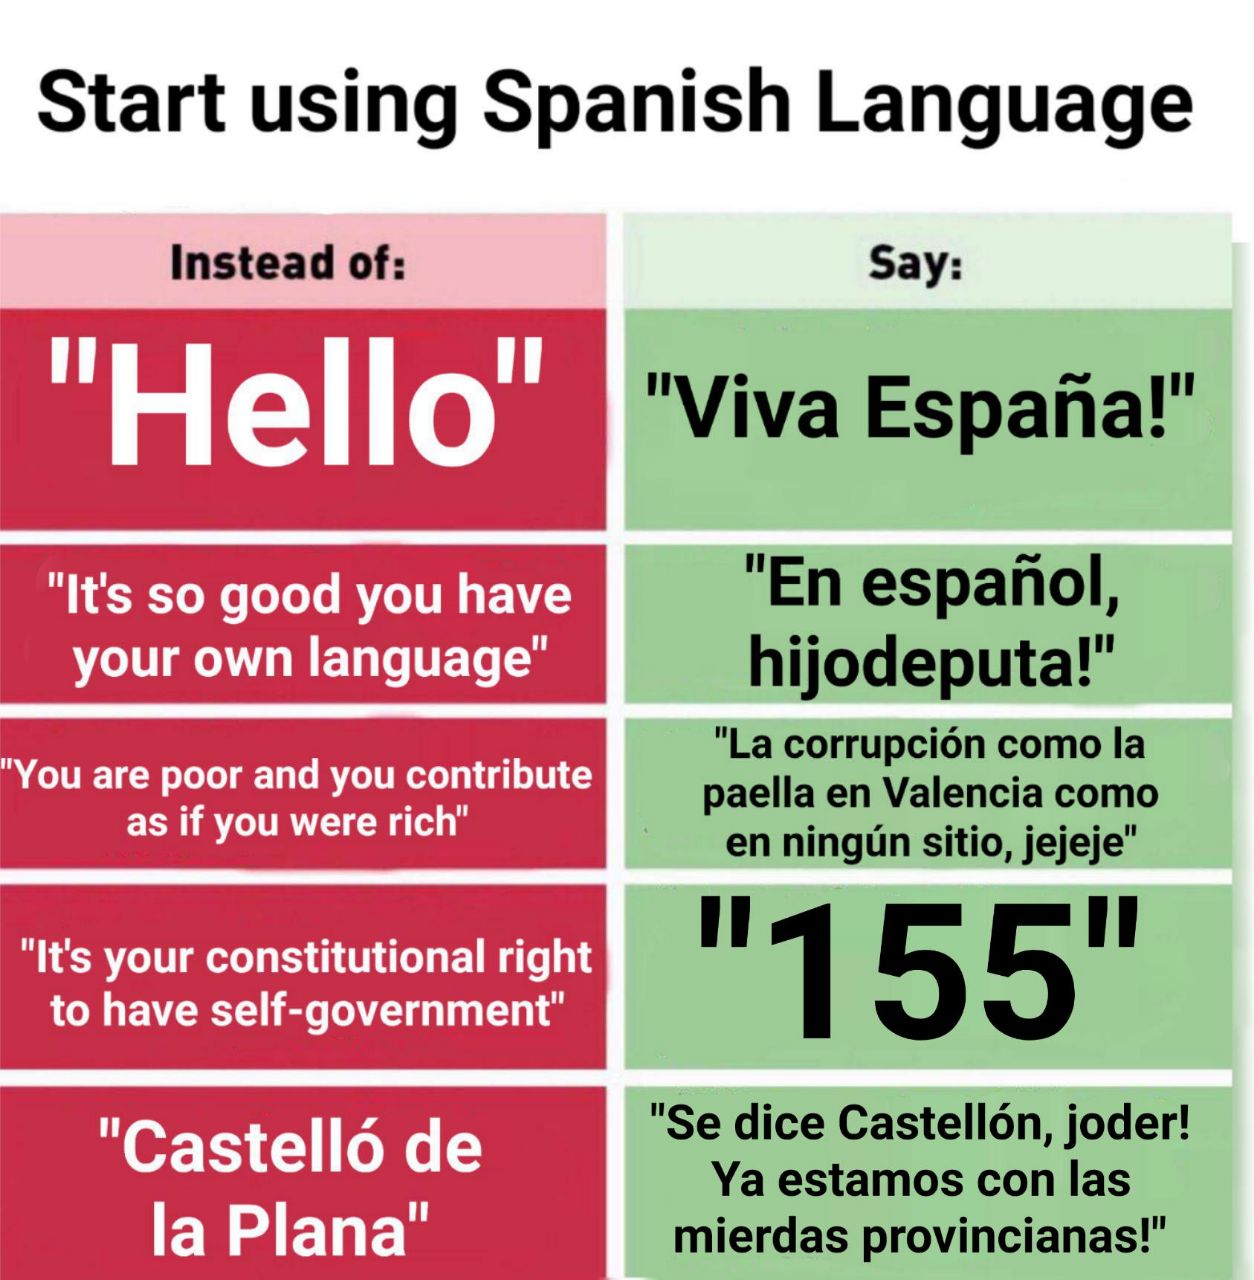 Start using Spanish Language
Instead of:
Say:
"Hello"
"Viva España!"
"It's so good you have
your own language"
"En español,
hijodeputa!"
"You are poor and you contribute
as if you were rich"
"La corrupción como la
paella en Valencia como
en ningún sitio, jejeje"
"It's your constitutional right
to have self-government"
"155"
"Castelló de
la Plana"
"Se dice Castellón, joder!
Ya estamos con las
mierdas provincianas!"